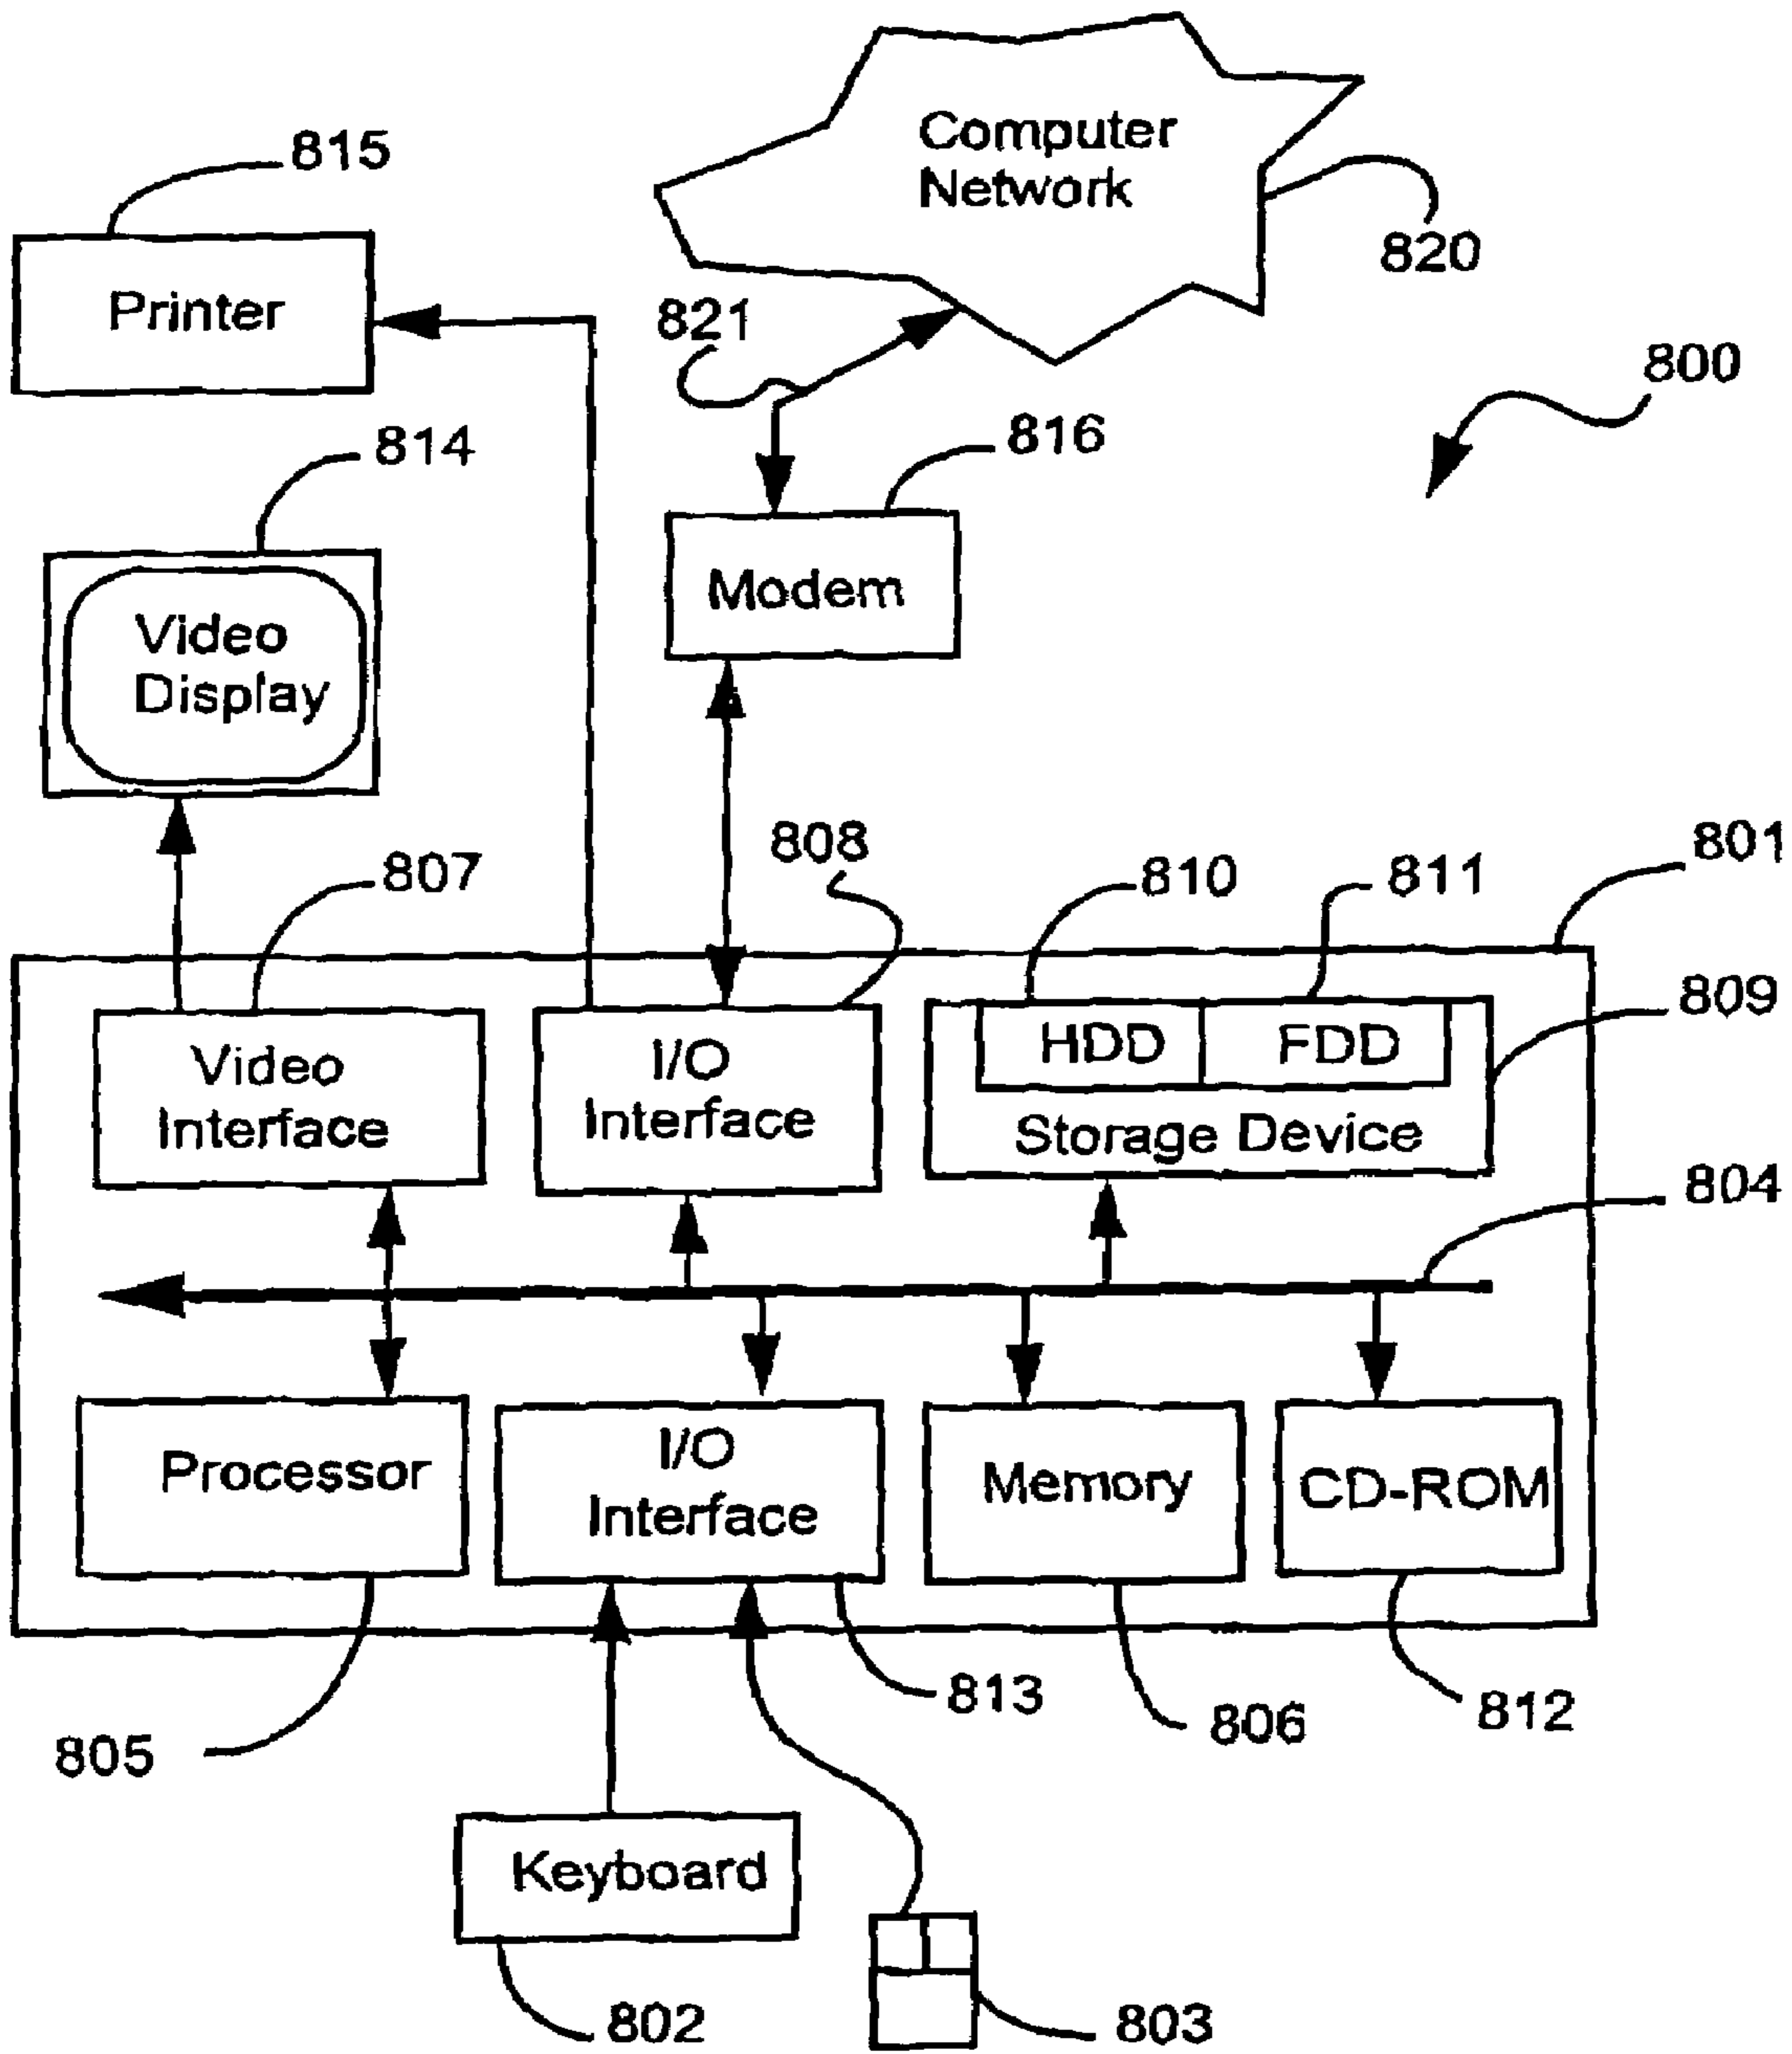 Computer
Network
815
820
Printer
821
800
814
816
Modem
Video
Display
808
801
807
810
811
809
HDD
FDD
Video
Interface
I/O
Interface
Storage Device
804
Processor
I/O
Interface
Memory
CD-ROM
813
806
812
805
Keyboard
802
803